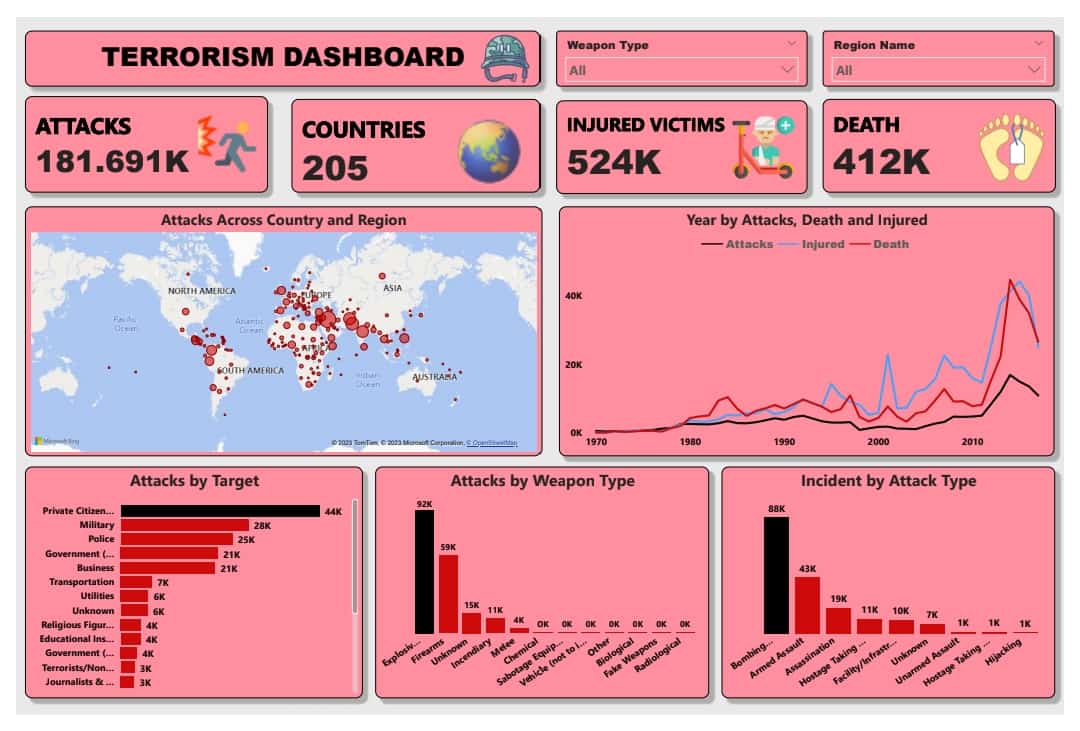 TERRORISM DASHBOARD
Weapon Type
All
Region Name
All
ATTACKS
181.691K
COUNTRIES
205
INJURED VICTIMS
524K
DEATH
412K
Attacks Across Country and Region
NORTH AMERICA
EUROPE
ASIA
Pacific
Ocean
Atlantic
Ocean
AFRICA
SOUTH AMERICA
Indian
Ocean
AUSTRALIA
Microsoft Bing
© 2023 TomTom, © 2023 Microsoft Corporation, © OpenStreetMap
Year by Attacks, Death and Injured
Attacks Injured Death
40K
20K
0K
1970 1980 1990 2000 2010
Attacks by Target
Private Citizen... 44K
Military 28K
Police 25K
Government (... 21K
Business 21K
Transportation 7K
Utilities 6K
Unknown 6K
Religious Figur... 4K
Educational Ins... 4K
Government (... 4K
Terrorists/Non... 3K
Journalists & ... 3K
Attacks by Weapon Type
92K 59K 15K 11K 4K 0K 0K 0K 0K 0K 0K 0K
Explosiv...
Firearms
Unknown
Incendiary
Melee
Chemical
Sabotage Equip...
Vehicle (not to i...
Other
Biological
Fake Weapons
Radiological
Incident by Attack Type
88K 43K 19K 11K 10K 7K 1K 1K 1K
Bombing...
Armed Assault
Assassination
Hostage Taking ...
Facility/Infrastr...
Unknown
Unarmed Assault
Hostage Taking ...
Hijacking